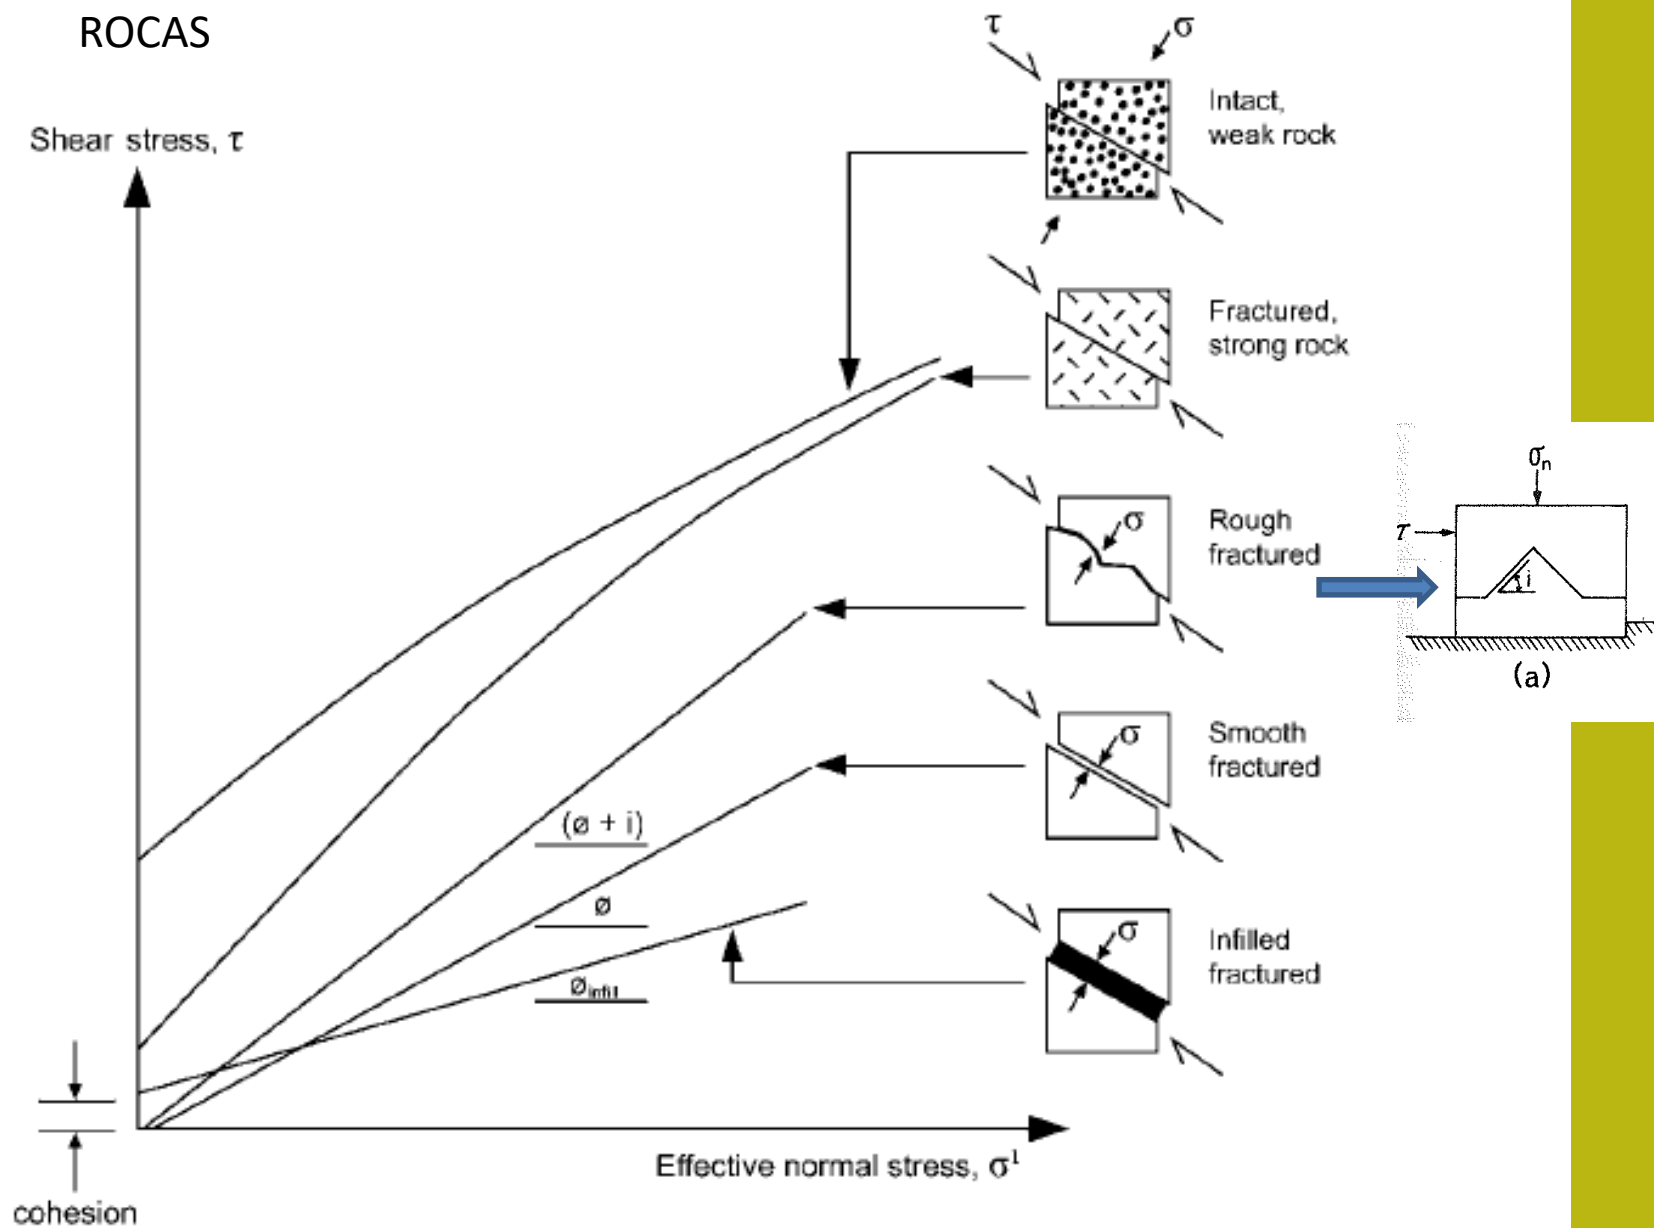 ROCAS
Shear stress, τ
τ
σ
Intact,
weak rock
Fractured,
strong rock
σ
Rough
fractured
σn
τ
i
(a)
σ
Smooth
fractured
(ø + i)
ø
σ
Infilled
fractured
øinfill
Effective normal stress, σ¹
cohesion